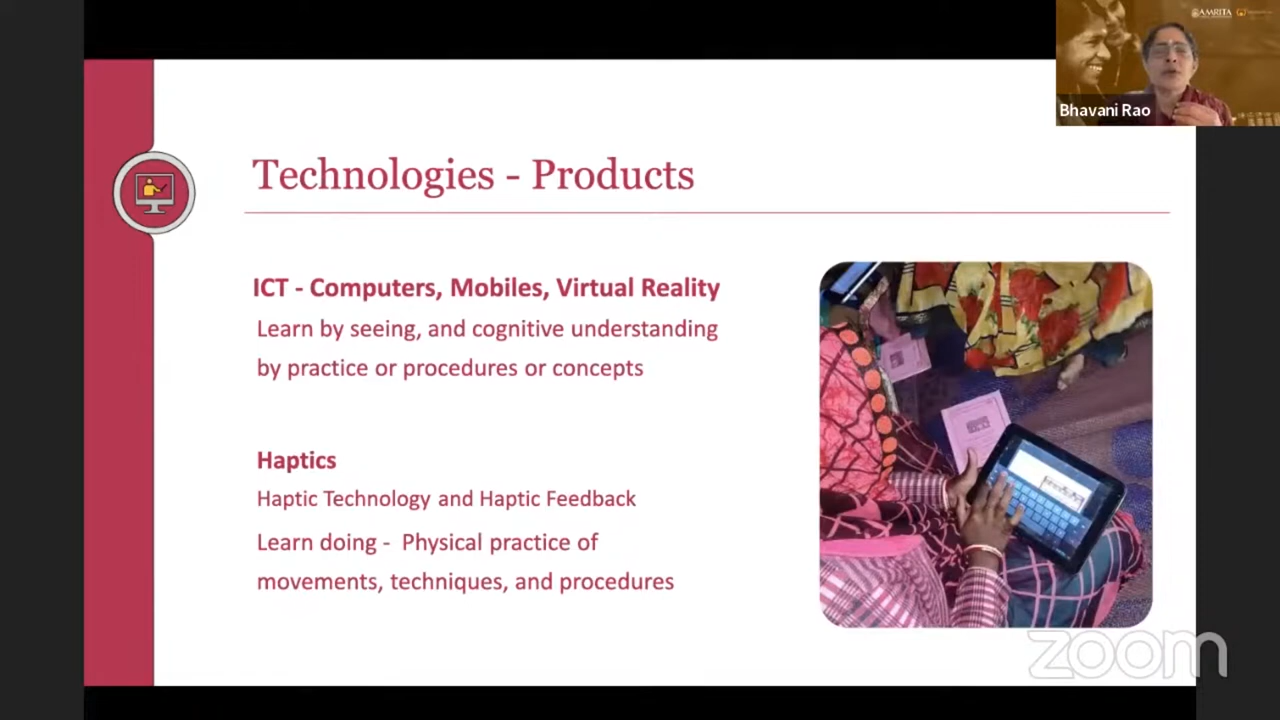 AMRITA
Bhavani Rao
Technologies - Products
ICT - Computers, Mobiles, Virtual Reality
Learn by seeing, and cognitive understanding
by practice or procedures or concepts
Haptics
Haptic Technology and Haptic Feedback
Learn doing - Physical practice of
movements, techniques, and procedures
zoom